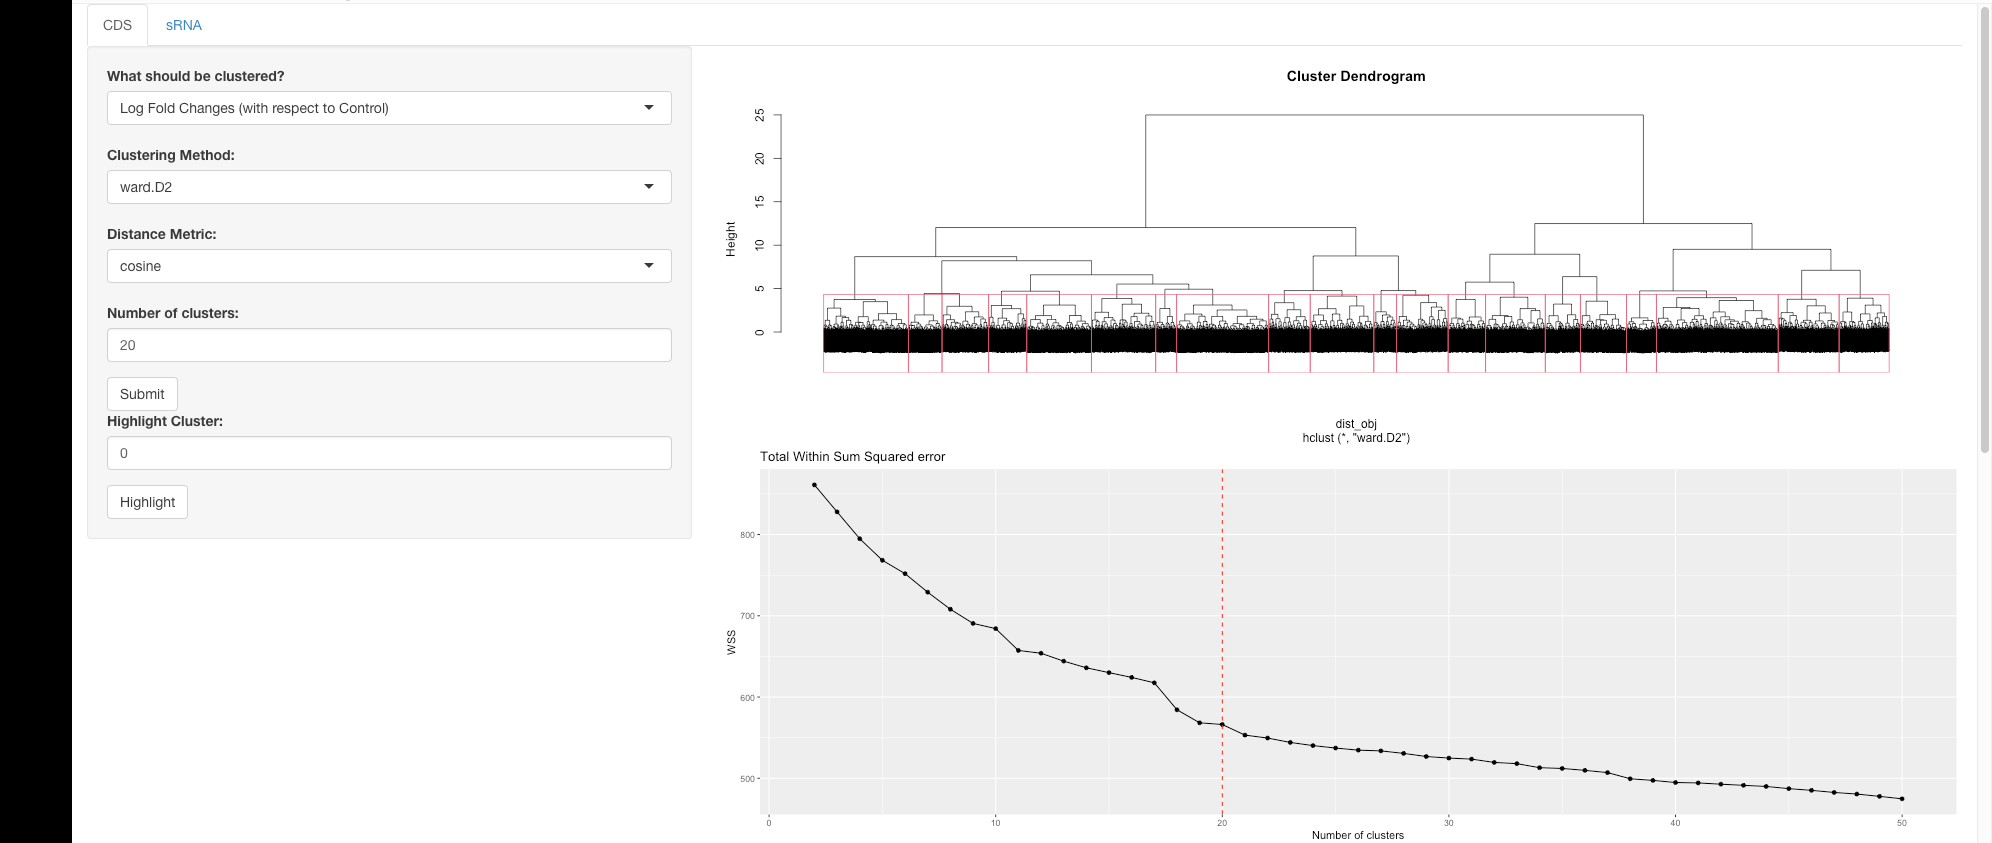 CDS
sRNA
What should be clustered?
Log Fold Changes (with respect to Control)
Clustering Method:
ward.D2
Distance Metric:
cosine
Number of clusters:
20
Submit
Highlight Cluster:
0
Highlight
Cluster Dendrogram
Height
25
20
15
10
5
0
dist_obj
hclust (*, "ward.D2")
Total Within Sum Squared error
WSS
800
700
600
500
0 10 20 30 40 50
Number of clusters